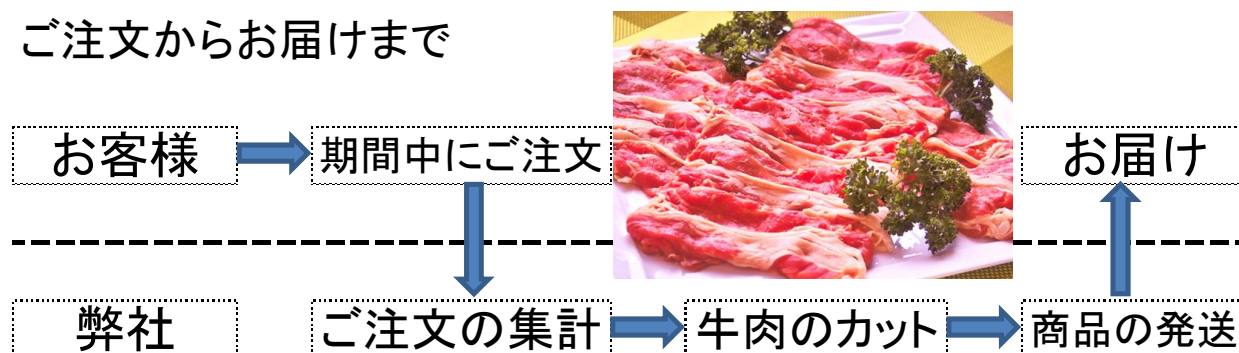 ご注文からお届けまで
お客様
期間中にご注文
お届け
弊社
ご注文の集計
牛肉のカット
商品の発送